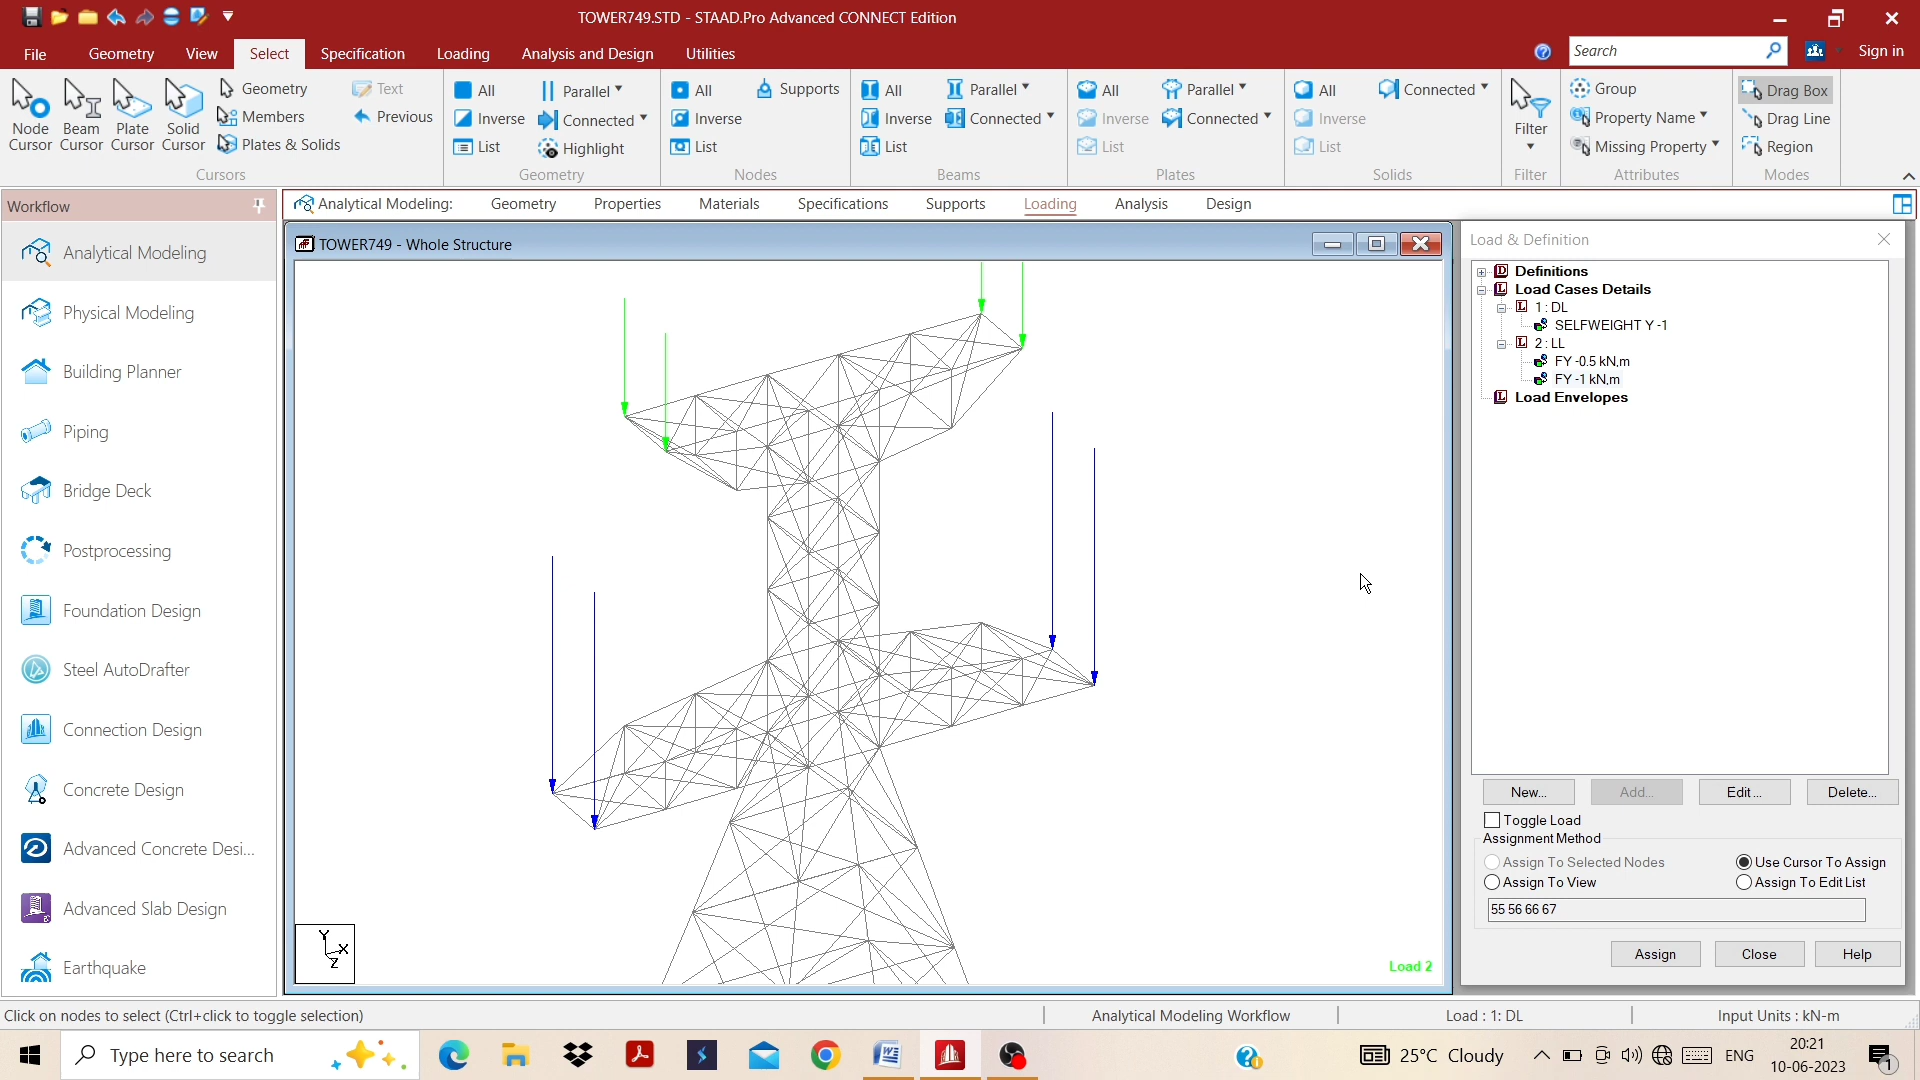 TOWER749.STD - STAAD.Pro Advanced CONNECT Edition
File Geometry View Select Specification Loading Analysis and Design Utilities Search Sign in
Node Cursor
Beam Cursor
Plate Cursor
Solid Cursor
Geometry
Members
Plates & Solids
Text
Previous
Cursors
All
Inverse
List
Parallel
Connected
Highlight
Geometry
All
Inverse
List
Supports
Nodes
All
Inverse
List
Parallel
Connected
Beams
All
Inverse
List
Parallel
Connected
Plates
All
Inverse
List
Connected
Solids
Filter
Filter
Group
Property Name
Missing Property
Attributes
Drag Box
Drag Line
Region
Modes
Workflow
Analytical Modeling
Physical Modeling
Building Planner
Piping
Bridge Deck
Postprocessing
Foundation Design
Steel AutoDrafter
Connection Design
Concrete Design
Advanced Concrete Desi...
Advanced Slab Design
Earthquake
Analytical Modeling: Geometry Properties Materials Specifications Supports Loading Analysis Design
TOWER749 - Whole Structure
Y
X
Z
Load 2
Load & Definition
D Definitions
L Load Cases Details
L 1 : DL
SELFWEIGHT Y -1
L 2 : LL
FY -0.5 kN,m
FY -1 kN,m
L Load Envelopes
New... Add... Edit ... Delete...
Toggle Load
Assignment Method
Assign To Selected Nodes Use Cursor To Assign
Assign To View Assign To Edit List
55 56 66 67
Assign Close Help
Click on nodes to select (Ctrl+click to toggle selection) Analytical Modeling Workflow Load : 1: DL Input Units : kN-m
Type here to search 25°C Cloudy ENG 20:21
10-06-2023
1